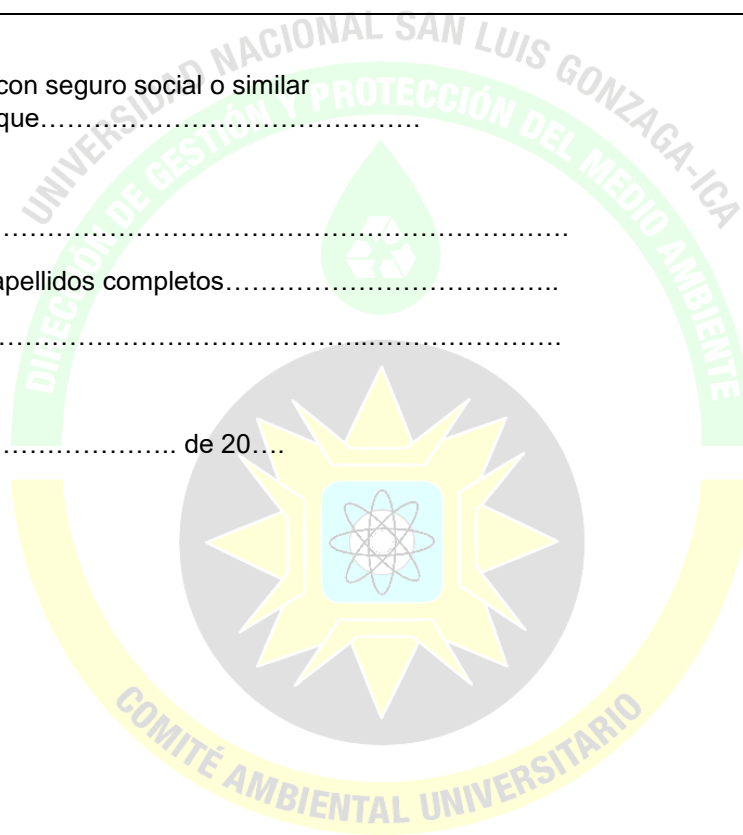 UNIVERSIDAD NACIONAL SAN LUIS GONZAGA-ICA
DIRECCIÓN DE GESTIÓN Y PROTECCIÓN DEL MEDIO AMBIENTE
con seguro social o similar
que……………………………………
……………………………………………………….
apellidos completos………………………………..
…………………………………...………………….
……………….. de 20….
COMITÉ AMBIENTAL UNIVERSITARIO